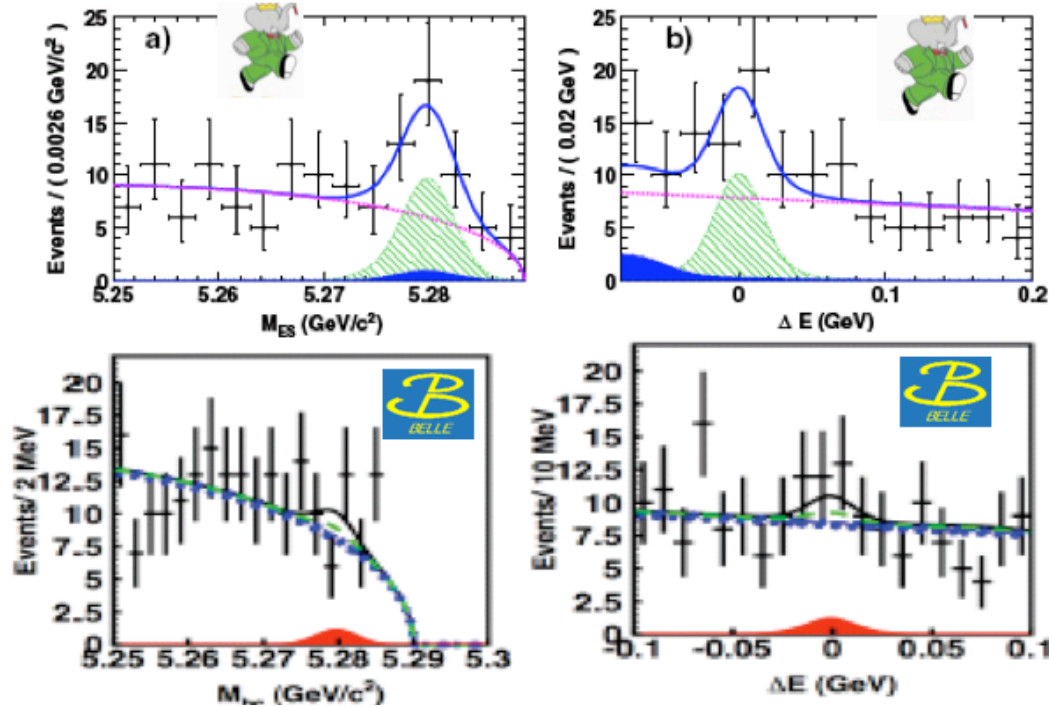 a)
Events / ( 0.0026 GeV/c²)
25
20
15
10
5
0
5.25 5.26 5.27 5.28
M_ES (GeV/c²)
b)
Events / ( 0.02 GeV)
25
20
15
10
5
0
0 0.1 0.2
Δ E (GeV)
B
BELLE
Events/ 2 MeV
20
17.5
15
12.5
10
7.5
5
2.5
0
5.25 5.26 5.27 5.28 5.29 5.3
(GeV/c²)
B
BELLE
Events/ 10 MeV
20
17.5
15
12.5
10
7.5
5
2.5
0
-0.1 -0.05 0 0.05 0.1
ΔE (GeV)